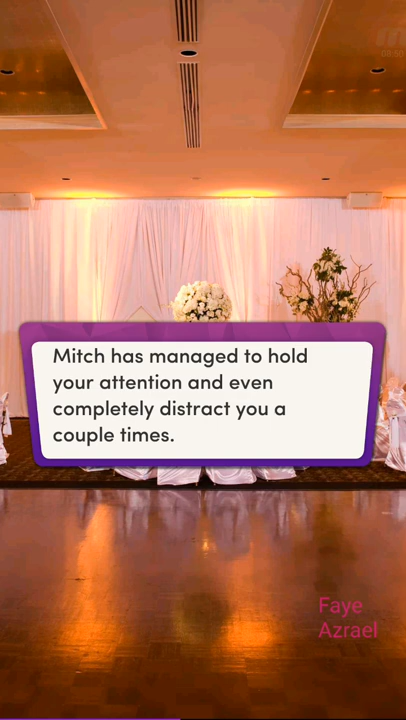 Mitch has managed to hold
your attention and even
completely distract you a
couple times.
Faye
Azrael